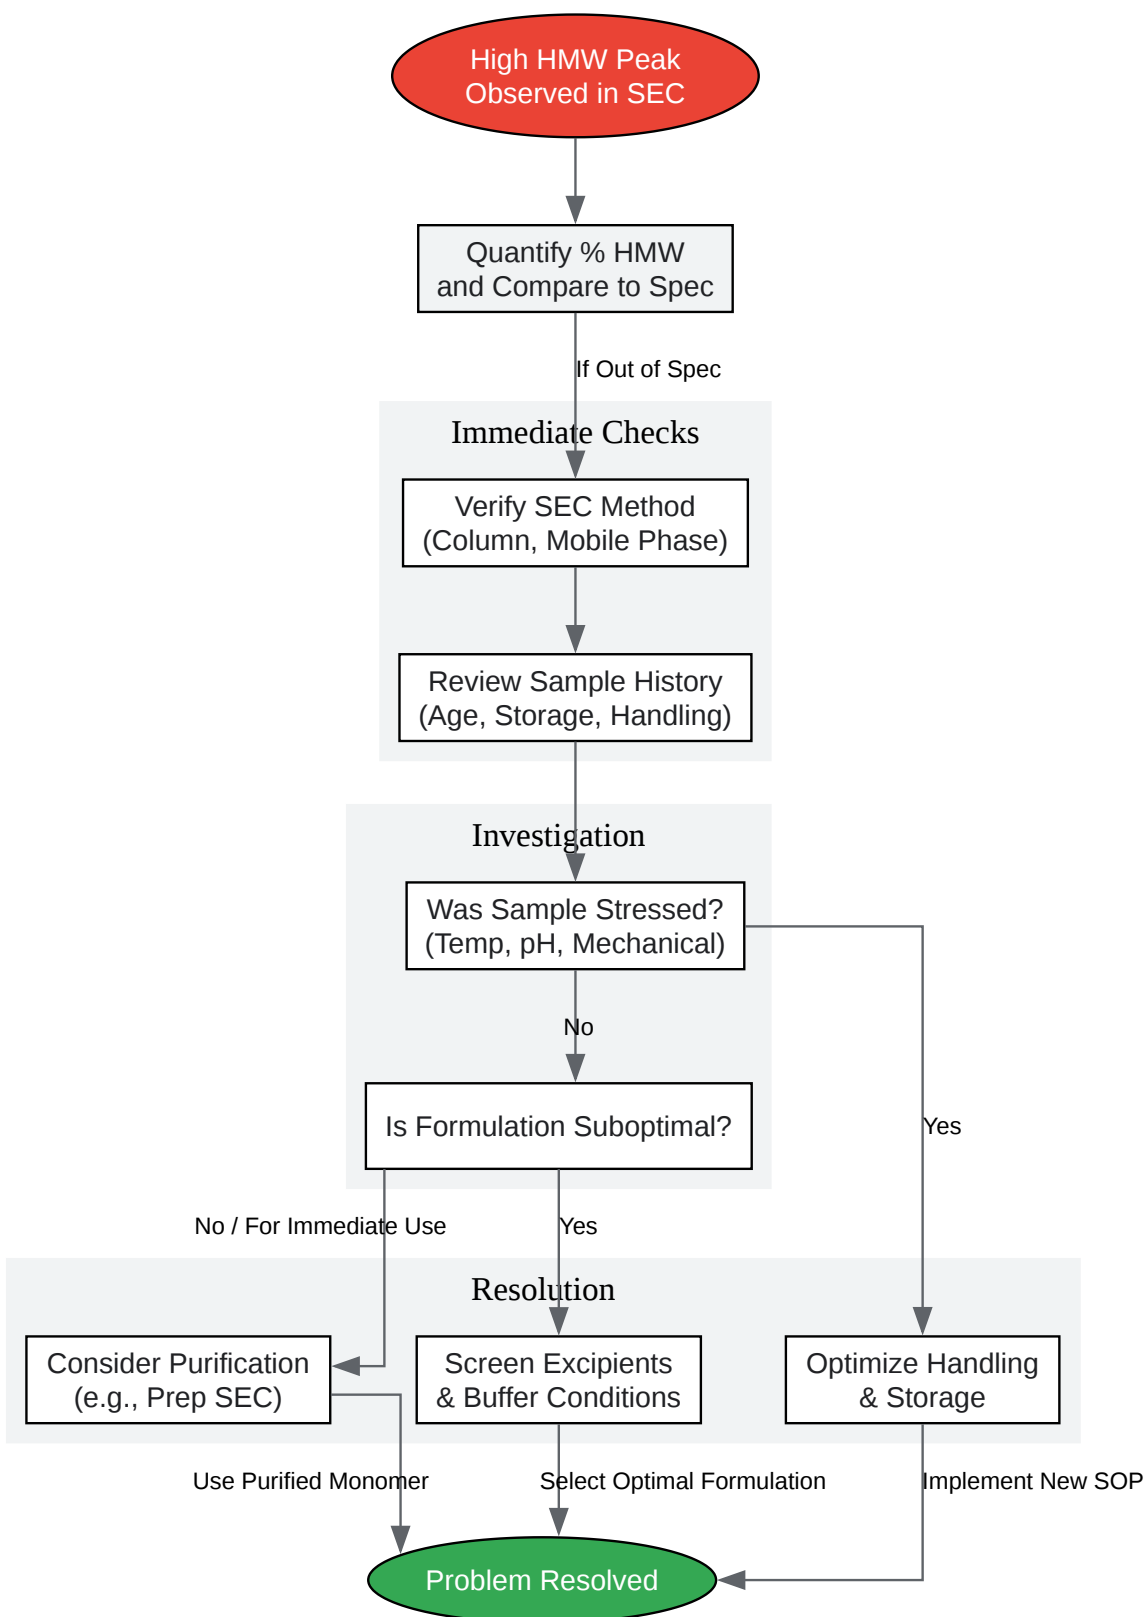 High HMW Peak
Observed in SEC
Quantify % HMW
and Compare to Spec
If Out of Spec
Immediate Checks
Verify SEC Method
(Column, Mobile Phase)
Review Sample History
(Age, Storage, Handling)
Investigation
Was Sample Stressed?
(Temp, pH, Mechanical)
No
Is Formulation Suboptimal?
Yes
No / For Immediate Use
Yes
Resolution
Consider Purification
(e.g., Prep SEC)
Screen Excipients
& Buffer Conditions
Optimize Handling
& Storage
Use Purified Monomer
Select Optimal Formulation
Implement New SOP
Problem Resolved